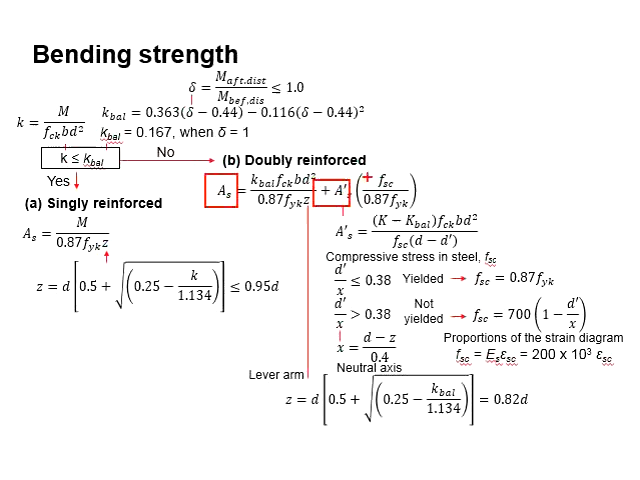 Bending strength
δ = M_aft.dist / M_bef,dis ≤ 1.0
k = M / f_ck bd²
k_bal = 0.363(δ − 0.44) − 0.116(δ − 0.44)²
k_bal = 0.167, when δ = 1
k ≤ k_bal
No
Yes
(b) Doubly reinforced
A_s = k_bal f_ck bd² / 0.87f_yk z + A'_s (+ f_sc / 0.87f_yk)
(a) Singly reinforced
A_s = M / 0.87f_yk z
A'_s = (K − K_bal)f_ck bd² / f_sc(d − d')
Compressive stress in steel, f_sc
z = d [0.5 + √(0.25 − k / 1.134)] ≤ 0.95d
d' / x ≤ 0.38 Yielded → f_sc = 0.87f_yk
d' / x > 0.38 Not yielded → f_sc = 700 (1 − d' / x)
x = d − z / 0.4
Proportions of the strain diagram
f_sc = E_s ε_sc = 200 x 10³ ε_sc
Neutral axis
Lever arm
z = d [0.5 + √(0.25 − k_bal / 1.134)] = 0.82d